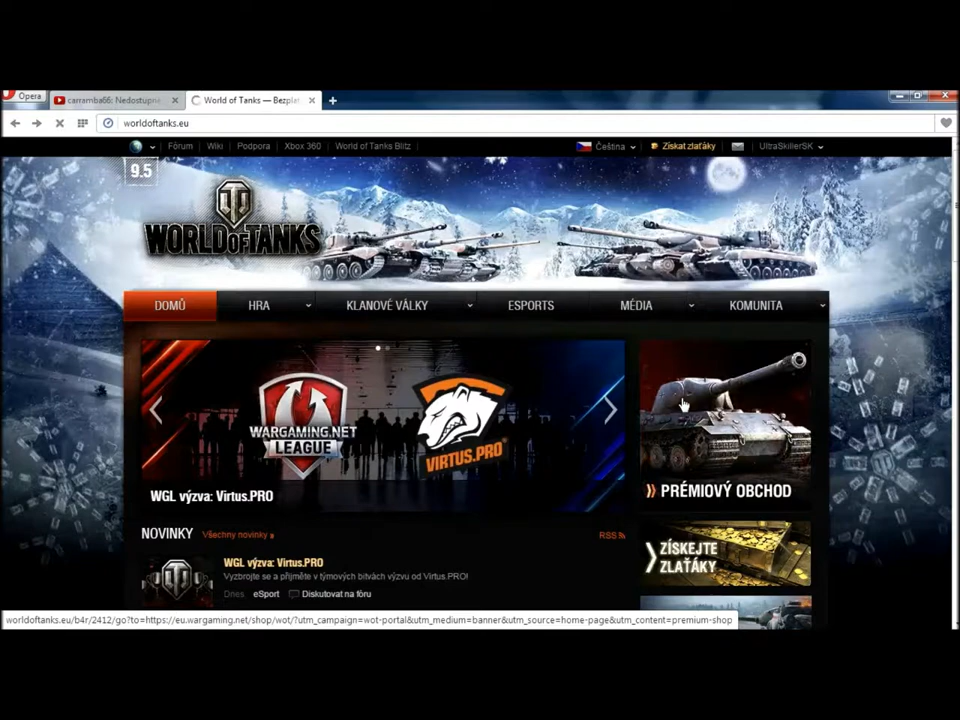 Opera
carramba66: Nedostupné
World of Tanks — Bezplat
worldoftanks.eu
Fórum
Wiki
Podpora
Xbox 360
World of Tanks Blitz
Čeština
Získat zlaťáky
UltraSkillerSK
9.5
WORLD OF TANKS
DOMŮ
HRA
KLANOVÉ VÁLKY
ESPORTS
MÉDIA
KOMUNITA
WARGAMING.NET
LEAGUE
VIRTUS.PRO
WGL výzva: Virtus.PRO
PRÉMIOVÝ OBCHOD
NOVINKY
Všechny novinky
RSS
ZÍSKEJTE
ZLAŤÁKY
WGL výzva: Virtus.PRO
Vyzbrojte se a přijměte v týmových bitvách výzvu od Virtus.PRO!
Dnes
eSport
Diskutovat na fóru
worldoftanks.eu/b4r/2412/go?to=https://eu.wargaming.net/shop/wot/?utm_campaign=wot-portal&utm_medium=banner&utm_source=home-page&utm_content=premium-shop